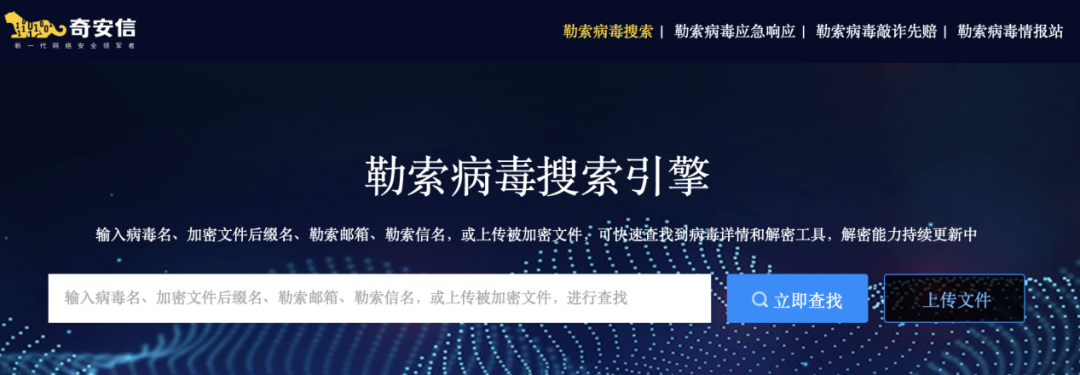 奇安信
新一代网络安全领军者
勒索病毒搜索 | 勒索病毒应急响应 | 勒索病毒敲诈先赔 | 勒索病毒情报站
勒索病毒搜索引擎
输入病毒名、加密文件后缀名、勒索邮箱、勒索信名，或上传被加密文件，可快速查找到病毒详情和解密工具，解密能力持续更新中
输入病毒名、加密文件后缀名、勒索邮箱、勒索信名，或上传被加密文件，进行查找
立即查找
上传文件